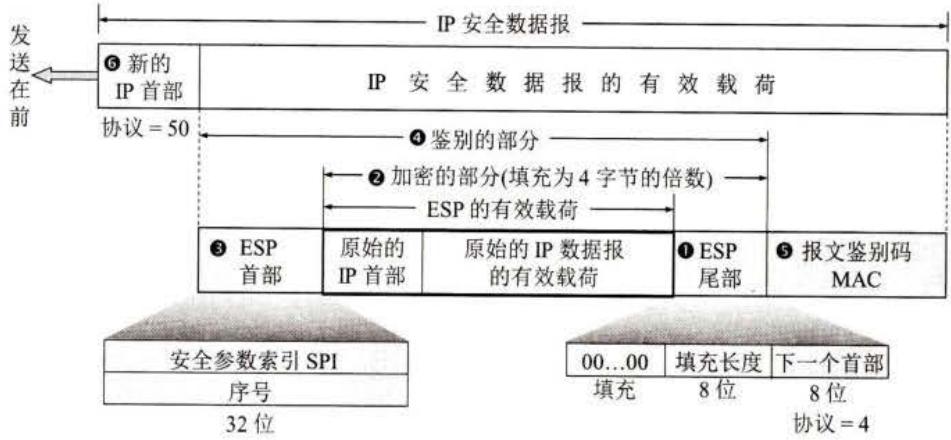 IP 安全数据报
发
送
在
前
❻ 新的
IP 首部
IP 安 全 数 据 报 的 有 效 载 荷
协议 = 50
❹ 鉴别的部分
❷ 加密的部分(填充为 4 字节的倍数)
ESP 的有效载荷
❸ ESP
首部
原始的
IP 首部
原始的 IP 数据报
的有效载荷
❶ ESP
尾部
❺ 报文鉴别码
MAC
安全参数索引 SPI
序号
32 位
00…00
填充长度
下一个首部
填充
8 位
8 位
协议 = 4